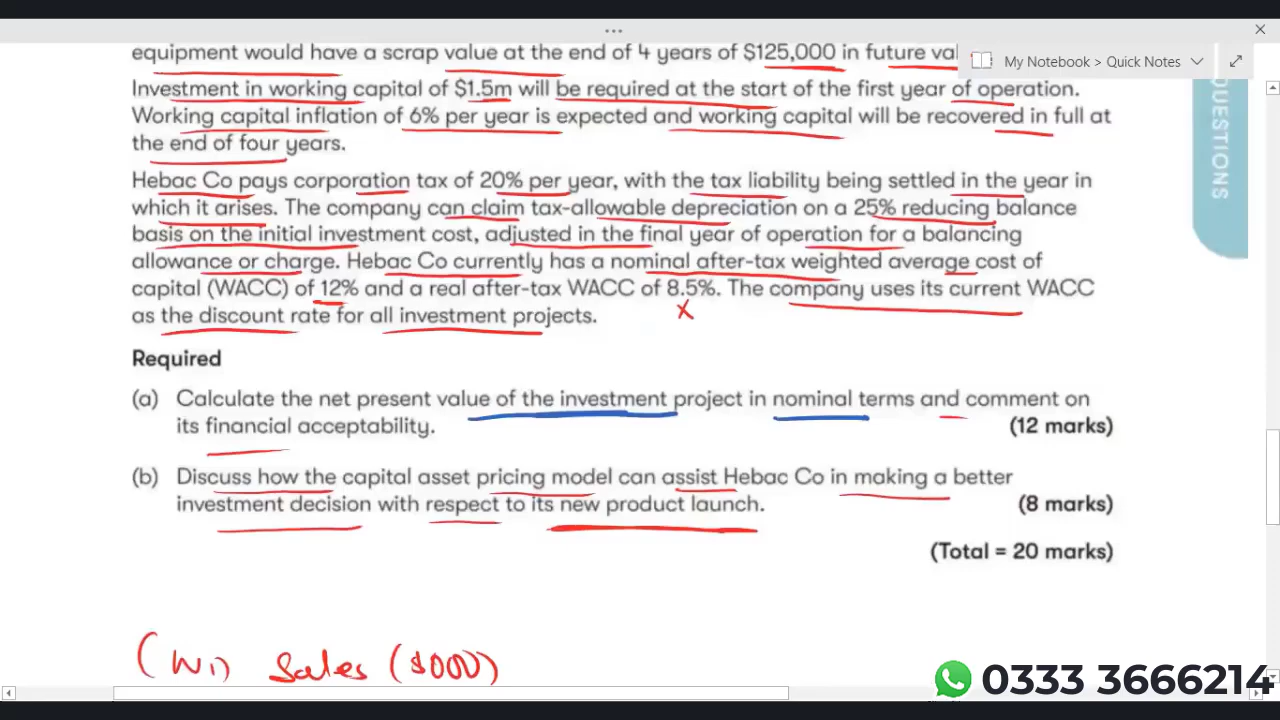 equipment would have a scrap value at the end of 4 years of $125,000 in future val
My Notebook > Quick Notes
Investment in working capital of $1.5m will be required at the start of the first year of operation.
Working capital inflation of 6% per year is expected and working capital will be recovered in full at
the end of four years.
QUESTIONS
Hebac Co pays corporation tax of 20% per year, with the tax liability being settled in the year in
which it arises. The company can claim tax-allowable depreciation on a 25% reducing balance
basis on the initial investment cost, adjusted in the final year of operation for a balancing
allowance or charge. Hebac Co currently has a nominal after-tax weighted average cost of
capital (WACC) of 12% and a real after-tax WACC of 8.5%. The company uses its current WACC
as the discount rate for all investment projects.
x
Required
(a) Calculate the net present value of the investment project in nominal terms and comment on
its financial acceptability. (12 marks)
(b) Discuss how the capital asset pricing model can assist Hebac Co in making a better
investment decision with respect to its new product launch. (8 marks)
(Total = 20 marks)
(W1) Sales ($000)
0333 3666214